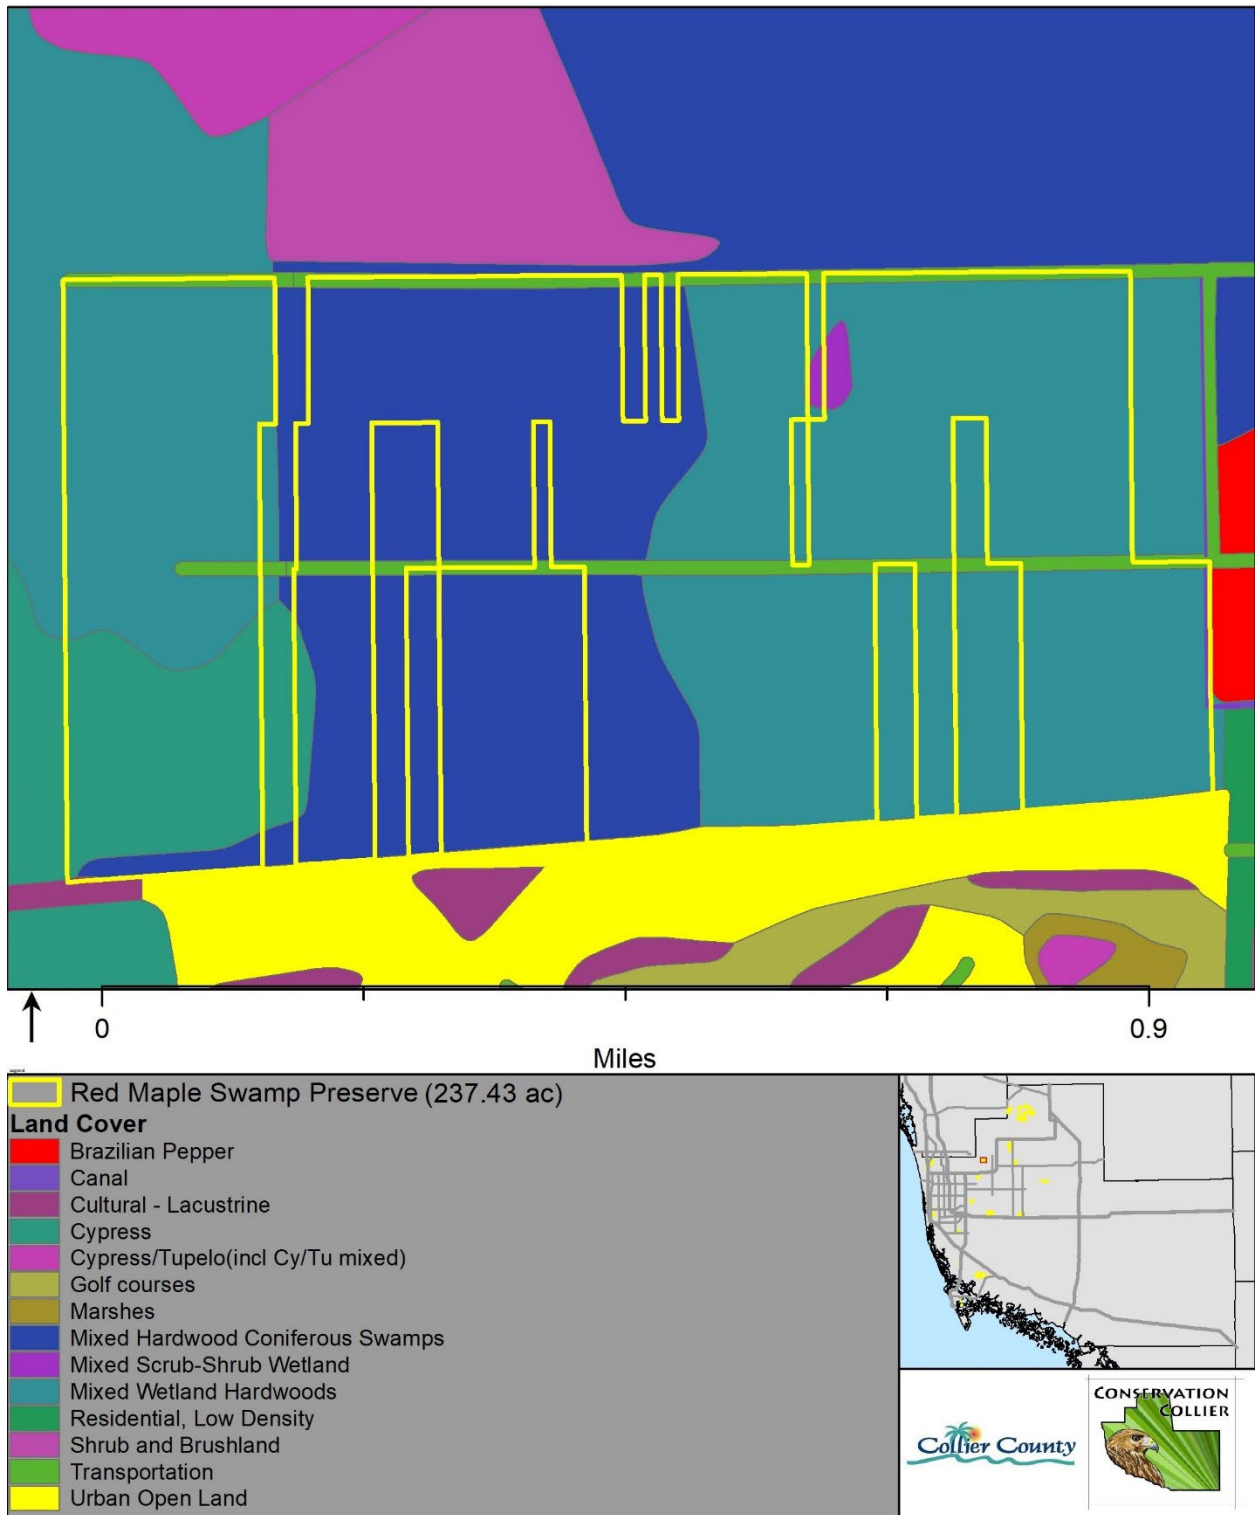 0
0.9
Miles
Legend
Red Maple Swamp Preserve (237.43 ac)
Land Cover
Brazilian Pepper
Canal
Cultural - Lacustrine
Cypress
Cypress/Tupelo(incl Cy/Tu mixed)
Golf courses
Marshes
Mixed Hardwood Coniferous Swamps
Mixed Scrub-Shrub Wetland
Mixed Wetland Hardwoods
Residential, Low Density
Shrub and Brushland
Transportation
Urban Open Land
Collier County
CONSERVATION
COLLIER